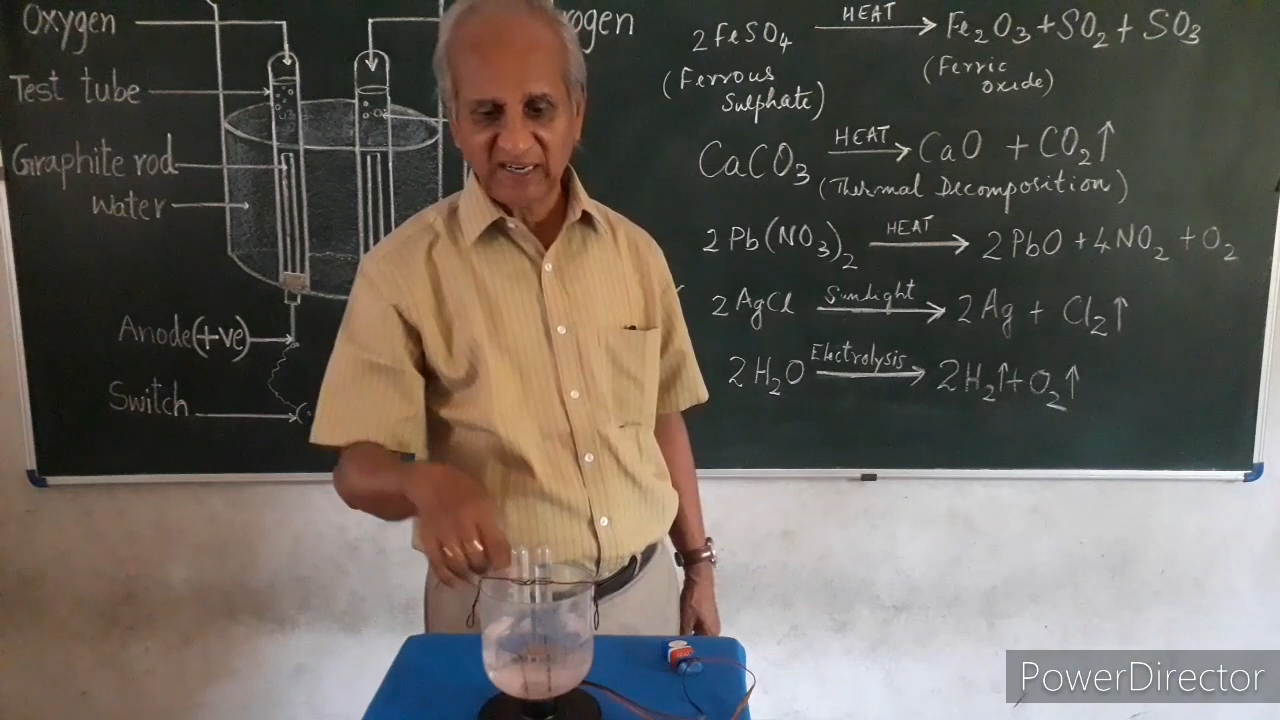 Oxygen
rogen
Test tube
Graphite rod
Water
Anode(+ve)
Switch
2FeSO₄ HEAT Fe₂O₃+SO₂+ SO₃
(Ferrous Sulphate)
(Ferric oxide)
CaCO₃ HEAT CaO + CO₂↑
(Thermal Decomposition)
2Pb(NO₃)₂ HEAT 2PbO +4NO₂ +O₂
2AgCl Sunlight 2Ag + Cl₂↑
2H₂O Electrolysis 2H₂↑+O₂↑
PowerDirector